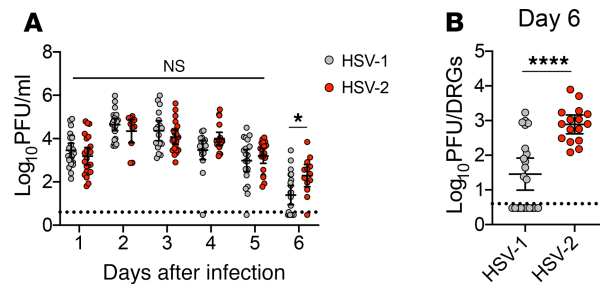 A
NS
HSV-1
HSV-2
*
Log10PFU/ml
8
6
4
2
0
1 2 3 4 5 6
Days after infection
B
Day 6
****
Log10PFU/DRGs
5
4
3
2
1
0
HSV-1 HSV-2